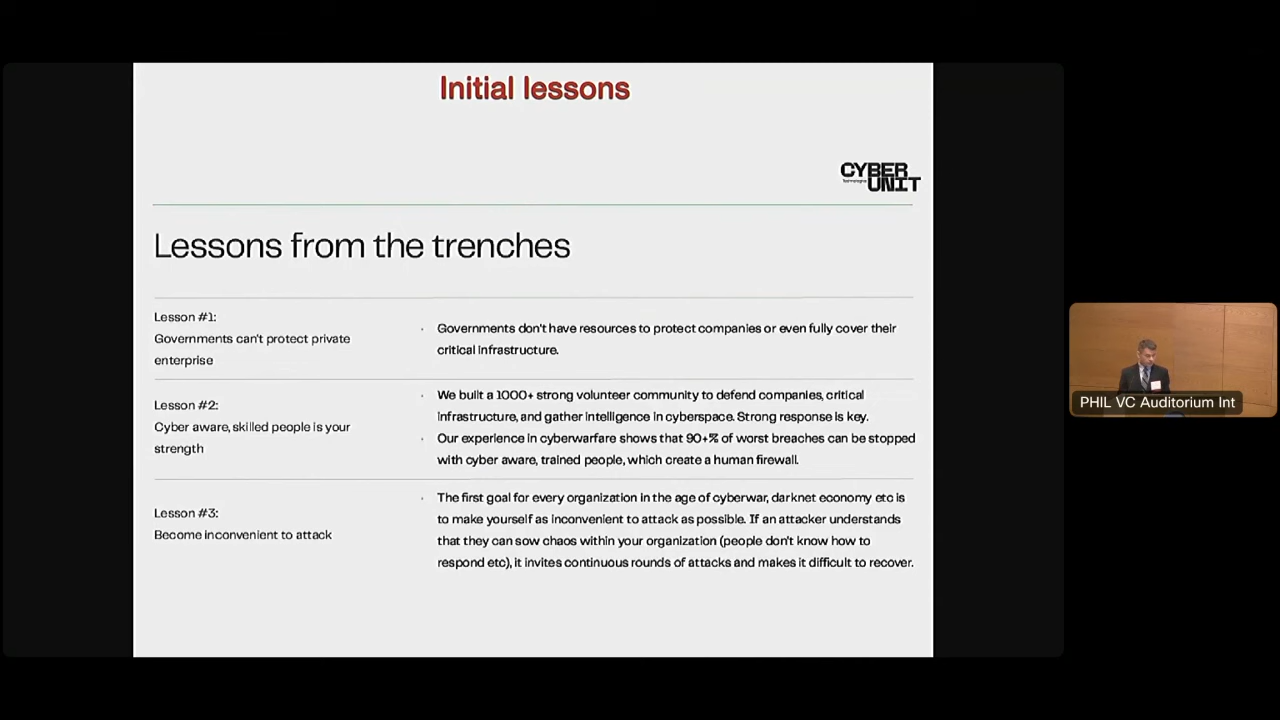 Initial lessons
CYBER
UNIT
Lessons from the trenches
Lesson #1:
Governments can't protect private
enterprise
Governments don't have resources to protect companies or even fully cover their
critical infrastructure.
Lesson #2:
Cyber aware, skilled people is your
strength
We built a 1000+ strong volunteer community to defend companies, critical
infrastructure, and gather intelligence in cyberspace. Strong response is key.
Our experience in cyberwarfare shows that 90+% of worst breaches can be stopped
with cyber aware, trained people, which create a human firewall.
Lesson #3:
Become inconvenient to attack
The first goal for every organization in the age of cyberwar, darknet economy etc is
to make yourself as inconvenient to attack as possible. If an attacker understands
that they can sow chaos within your organization (people don't know how to
respond etc), it invites continuous rounds of attacks and makes it difficult to recover.
PHIL VC Auditorium Int